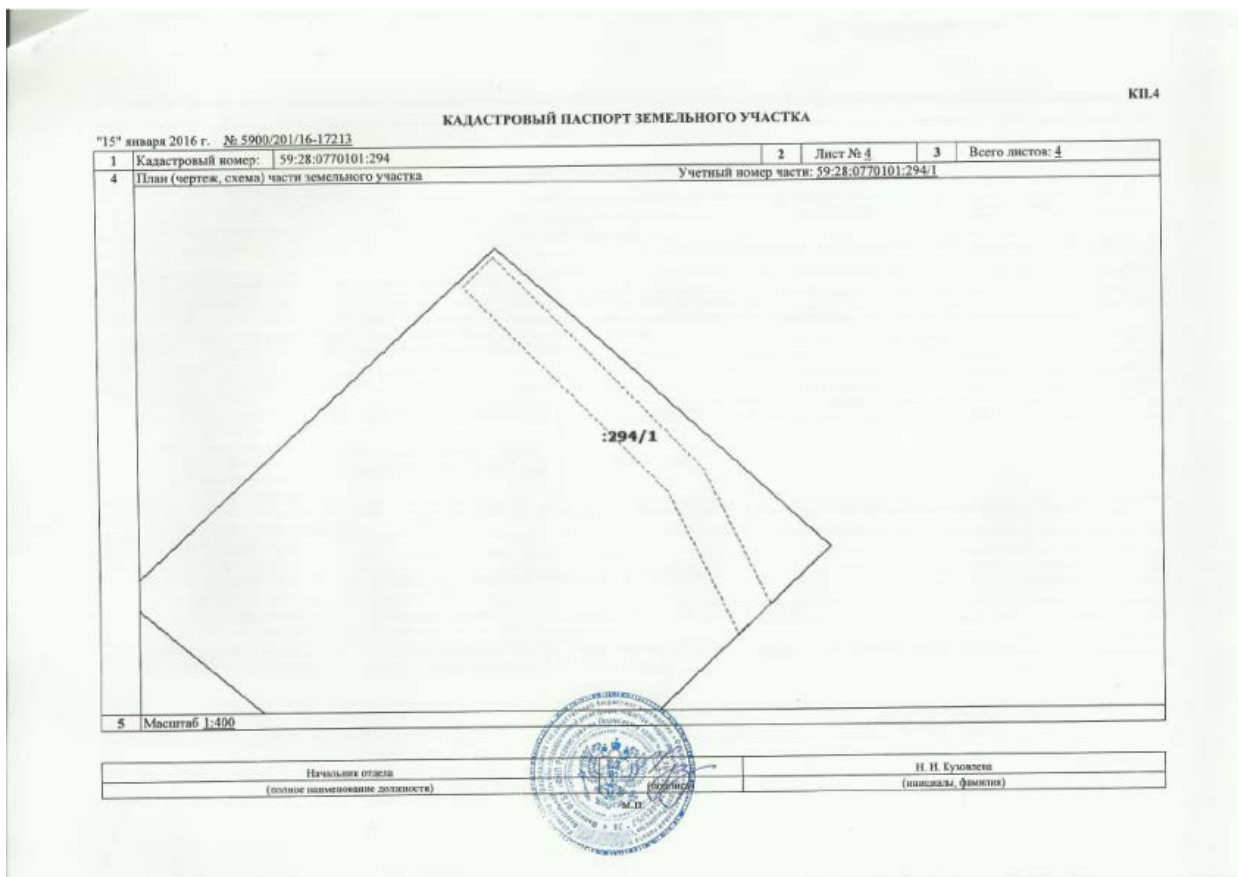 КП.4
КАДАСТРОВЫЙ ПАСПОРТ ЗЕМЕЛЬНОГО УЧАСТКА
"15" января 2016 г. № 5900/201/16-17213
1 Кадастровый номер: 59:28:0770101:294 2 Лист № 4 3 Всего листов: 4
4 План (чертеж, схема) части земельного участка Учетный номер части: 59:28:0770101:294/1
:294/1
5 Масштаб 1:400
Начальник отдела Н. И. Кузовлева
(полное наименование должности) (подпись) (инициалы, фамилия)
М.П.